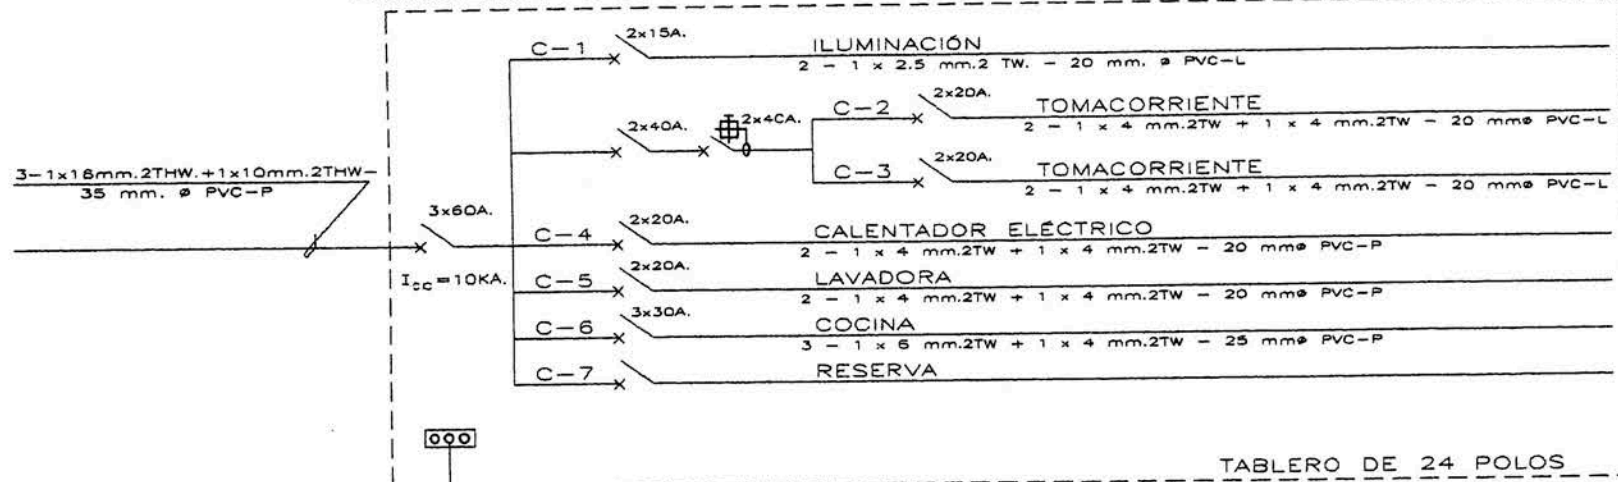 C-1
2x15A.
ILUMINACIÓN
2 - 1 x 2.5 mm.2 TW. - 20 mm. ø PVC-L
2x40A.
2x40A.
C-2
2x20A.
TOMACORRIENTE
2 - 1 x 4 mm.2TW + 1 x 4 mm.2TW - 20 mmø PVC-L
C-3
2x20A.
TOMACORRIENTE
2 - 1 x 4 mm.2TW + 1 x 4 mm.2TW - 20 mmø PVC-L
3-1x16mm.2THW.+1x10mm.2THW-
35 mm. ø PVC-P
3x60A.
Icc=10KA.
C-4
2x20A.
CALENTADOR ELÉCTRICO
2 - 1 x 4 mm.2TW + 1 x 4 mm.2TW - 20 mmø PVC-P
C-5
2x20A.
LAVADORA
2 - 1 x 4 mm.2TW + 1 x 4 mm.2TW - 20 mmø PVC-P
C-6
3x30A.
COCINA
3 - 1 x 6 mm.2TW + 1 x 4 mm.2TW - 25 mmø PVC-P
C-7
RESERVA
TABLERO DE 24 POLOS